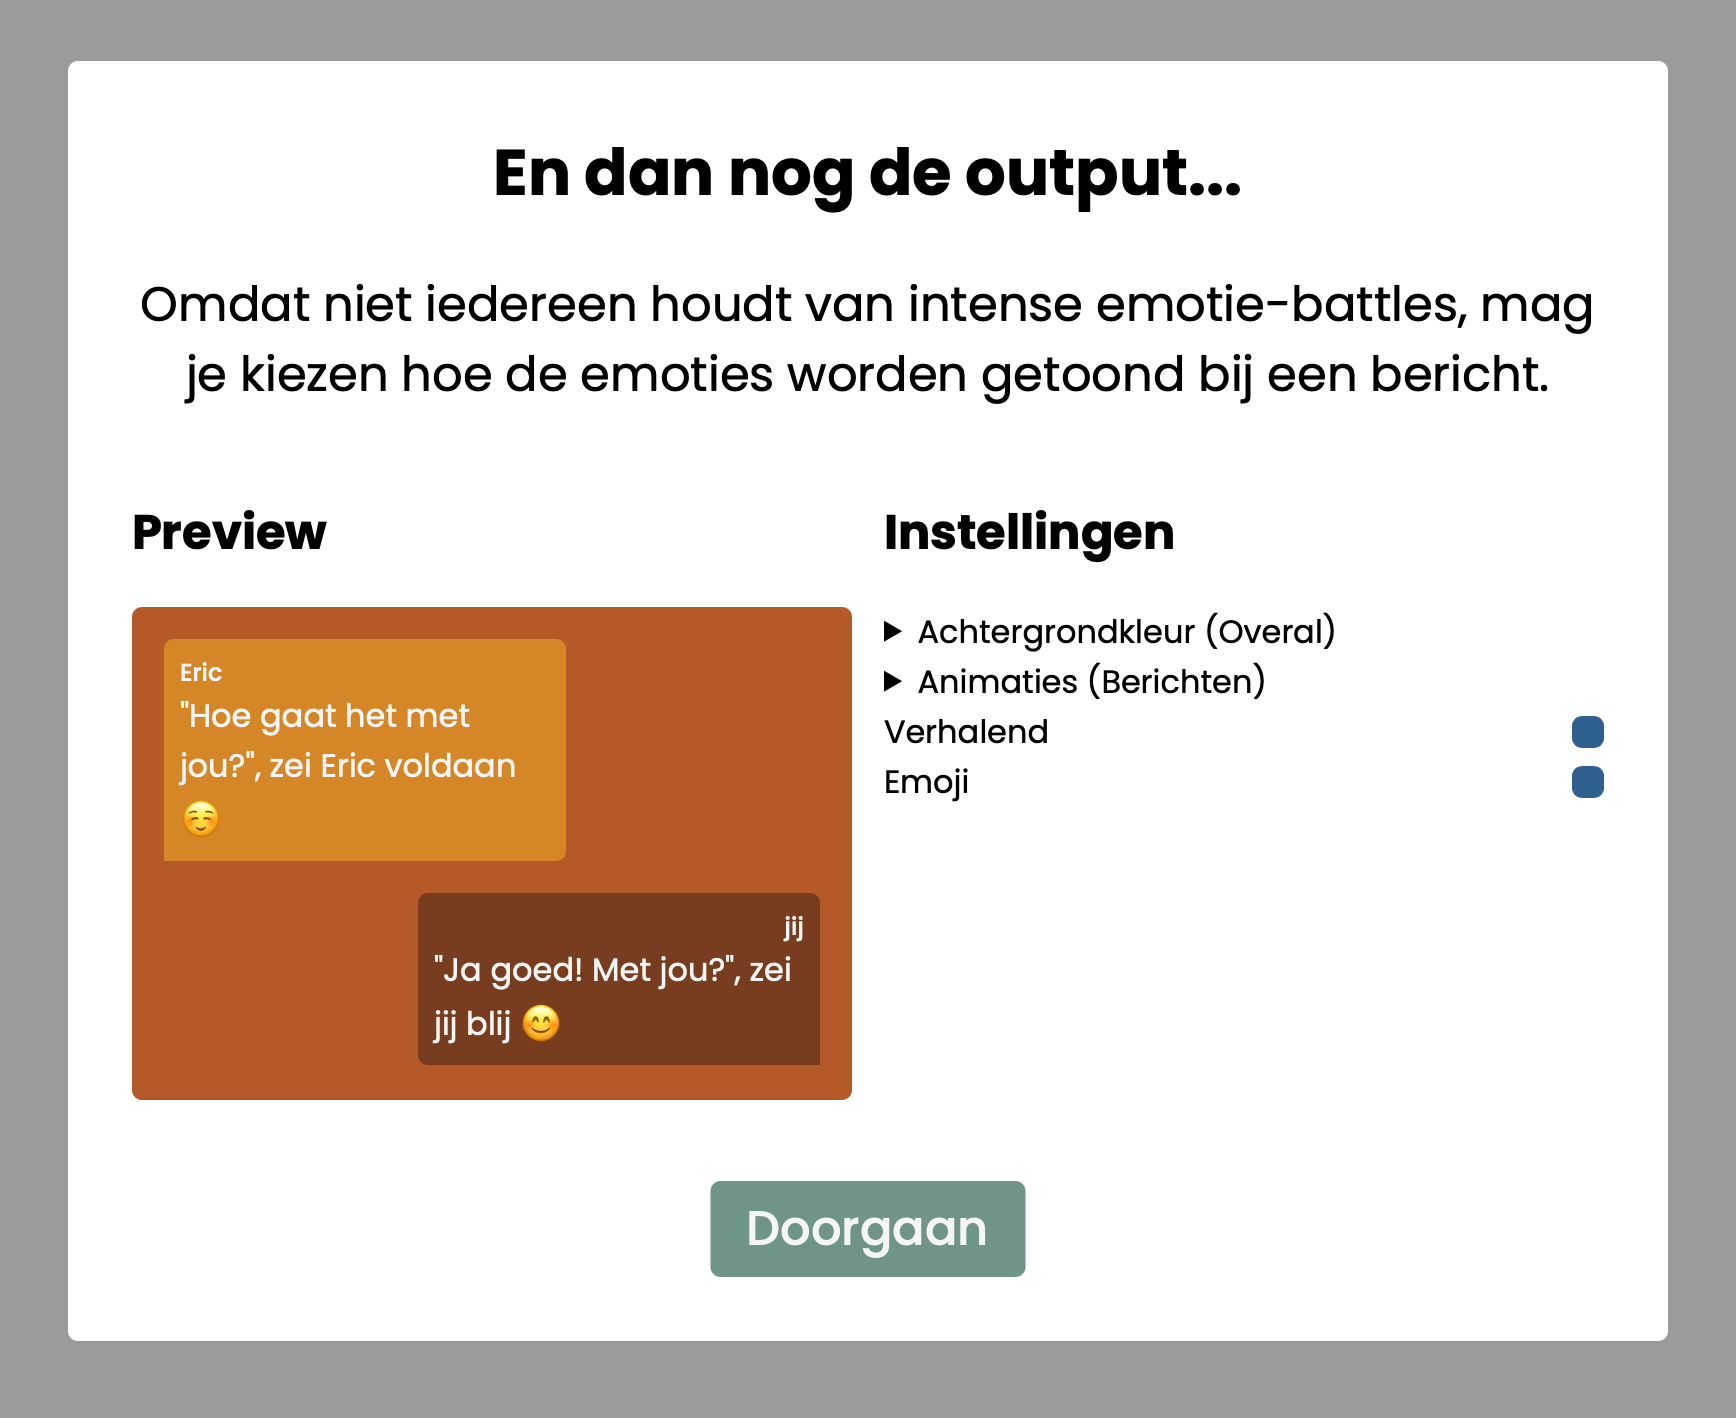 En dan nog de output...
Omdat niet iedereen houdt van intense emotie-battles, mag
je kiezen hoe de emoties worden getoond bij een bericht.
Preview
Eric
"Hoe gaat het met
jou?", zei Eric voldaan
☺️
jij
"Ja goed! Met jou?", zei
jij blij 😊
Instellingen
▶ Achtergrondkleur (Overal)
▶ Animaties (Berichten)
Verhalend
Emoji
Doorgaan